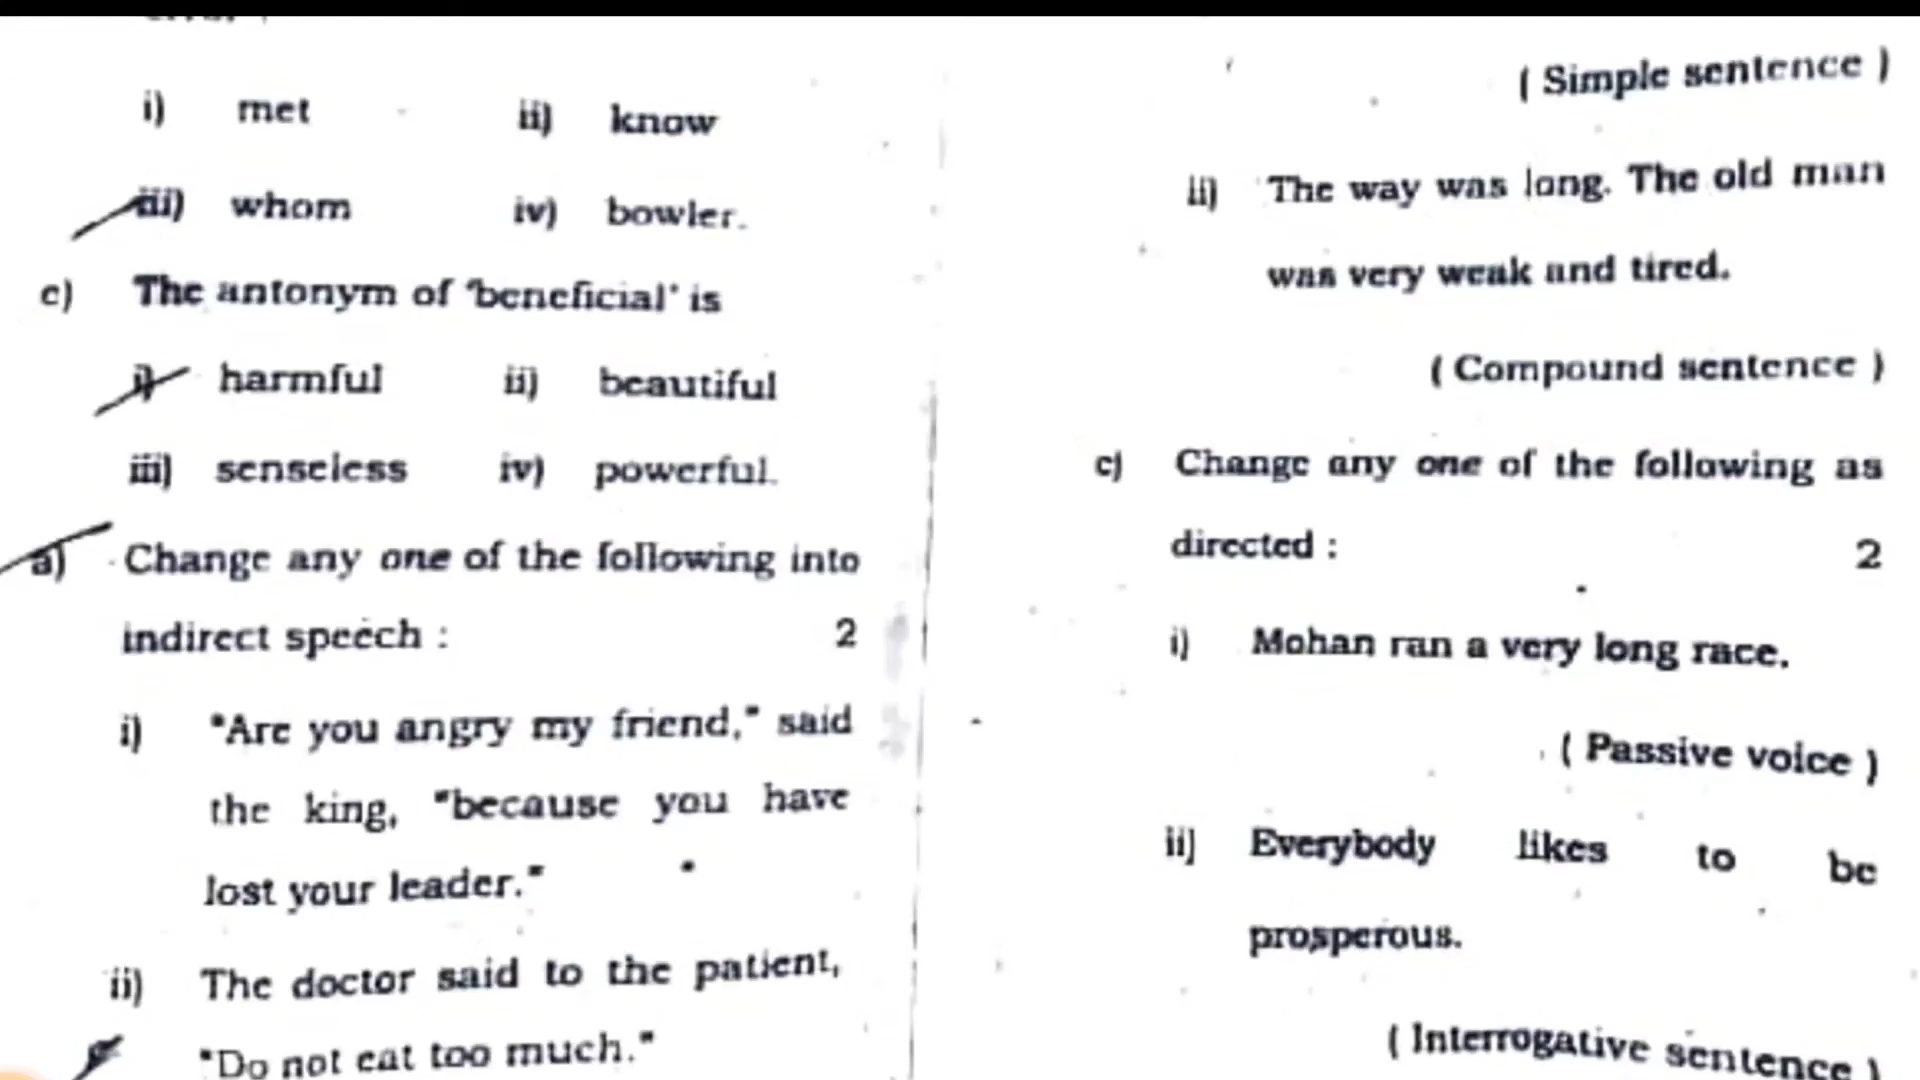 i) met ii) know
iii) whom iv) bowler.
c) The antonym of 'beneficial' is
i) harmful ii) beautiful
iii) senseless iv) powerful.
a) Change any one of the following into
indirect speech : 2
i) "Are you angry my friend," said
the king, "because you have
lost your leader."
ii) The doctor said to the patient,
"Do not eat too much."
( Simple sentence )
ii) The way was long. The old man
was very weak and tired.
( Compound sentence )
c) Change any one of the following as
directed : 2
i) Mohan ran a very long race.
( Passive voice )
ii) Everybody likes to be
prosperous.
( Interrogative sentence )